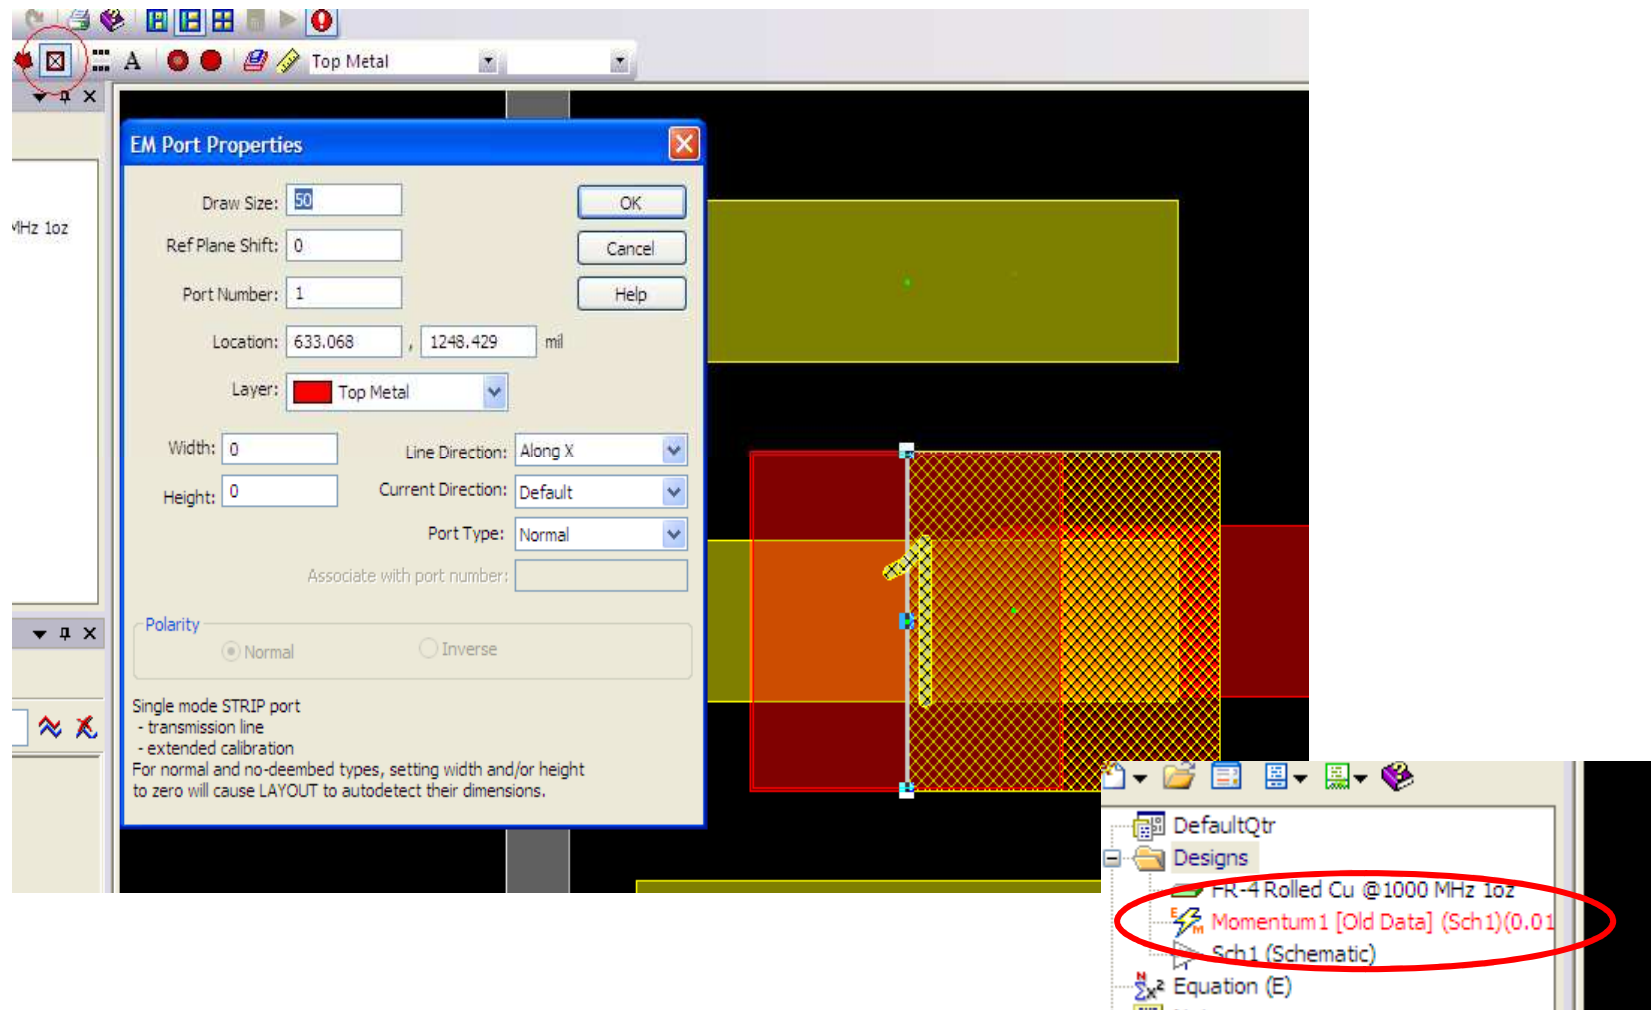 A Top Metal
EM Port Properties
MHz 1oz
Draw Size: 50 OK
Ref Plane Shift: 0 Cancel
Port Number: 1 Help
Location: 633.068 , 1248.429 mil
Layer: Top Metal
Width: 0 Line Direction: Along X
Height: 0 Current Direction: Default
Port Type: Normal
Associate with port number:
Polarity
Normal Inverse
Single mode STRIP port
- transmission line
- extended calibration
For normal and no-deembed types, setting width and/or height
to zero will cause LAYOUT to autodetect their dimensions.
1
DefaultQtr
Designs
FR-4 Rolled Cu @1000 MHz 1oz
Momentum1 [Old Data] (Sch1)(0.01
Sch1 (Schematic)
Equation (E)